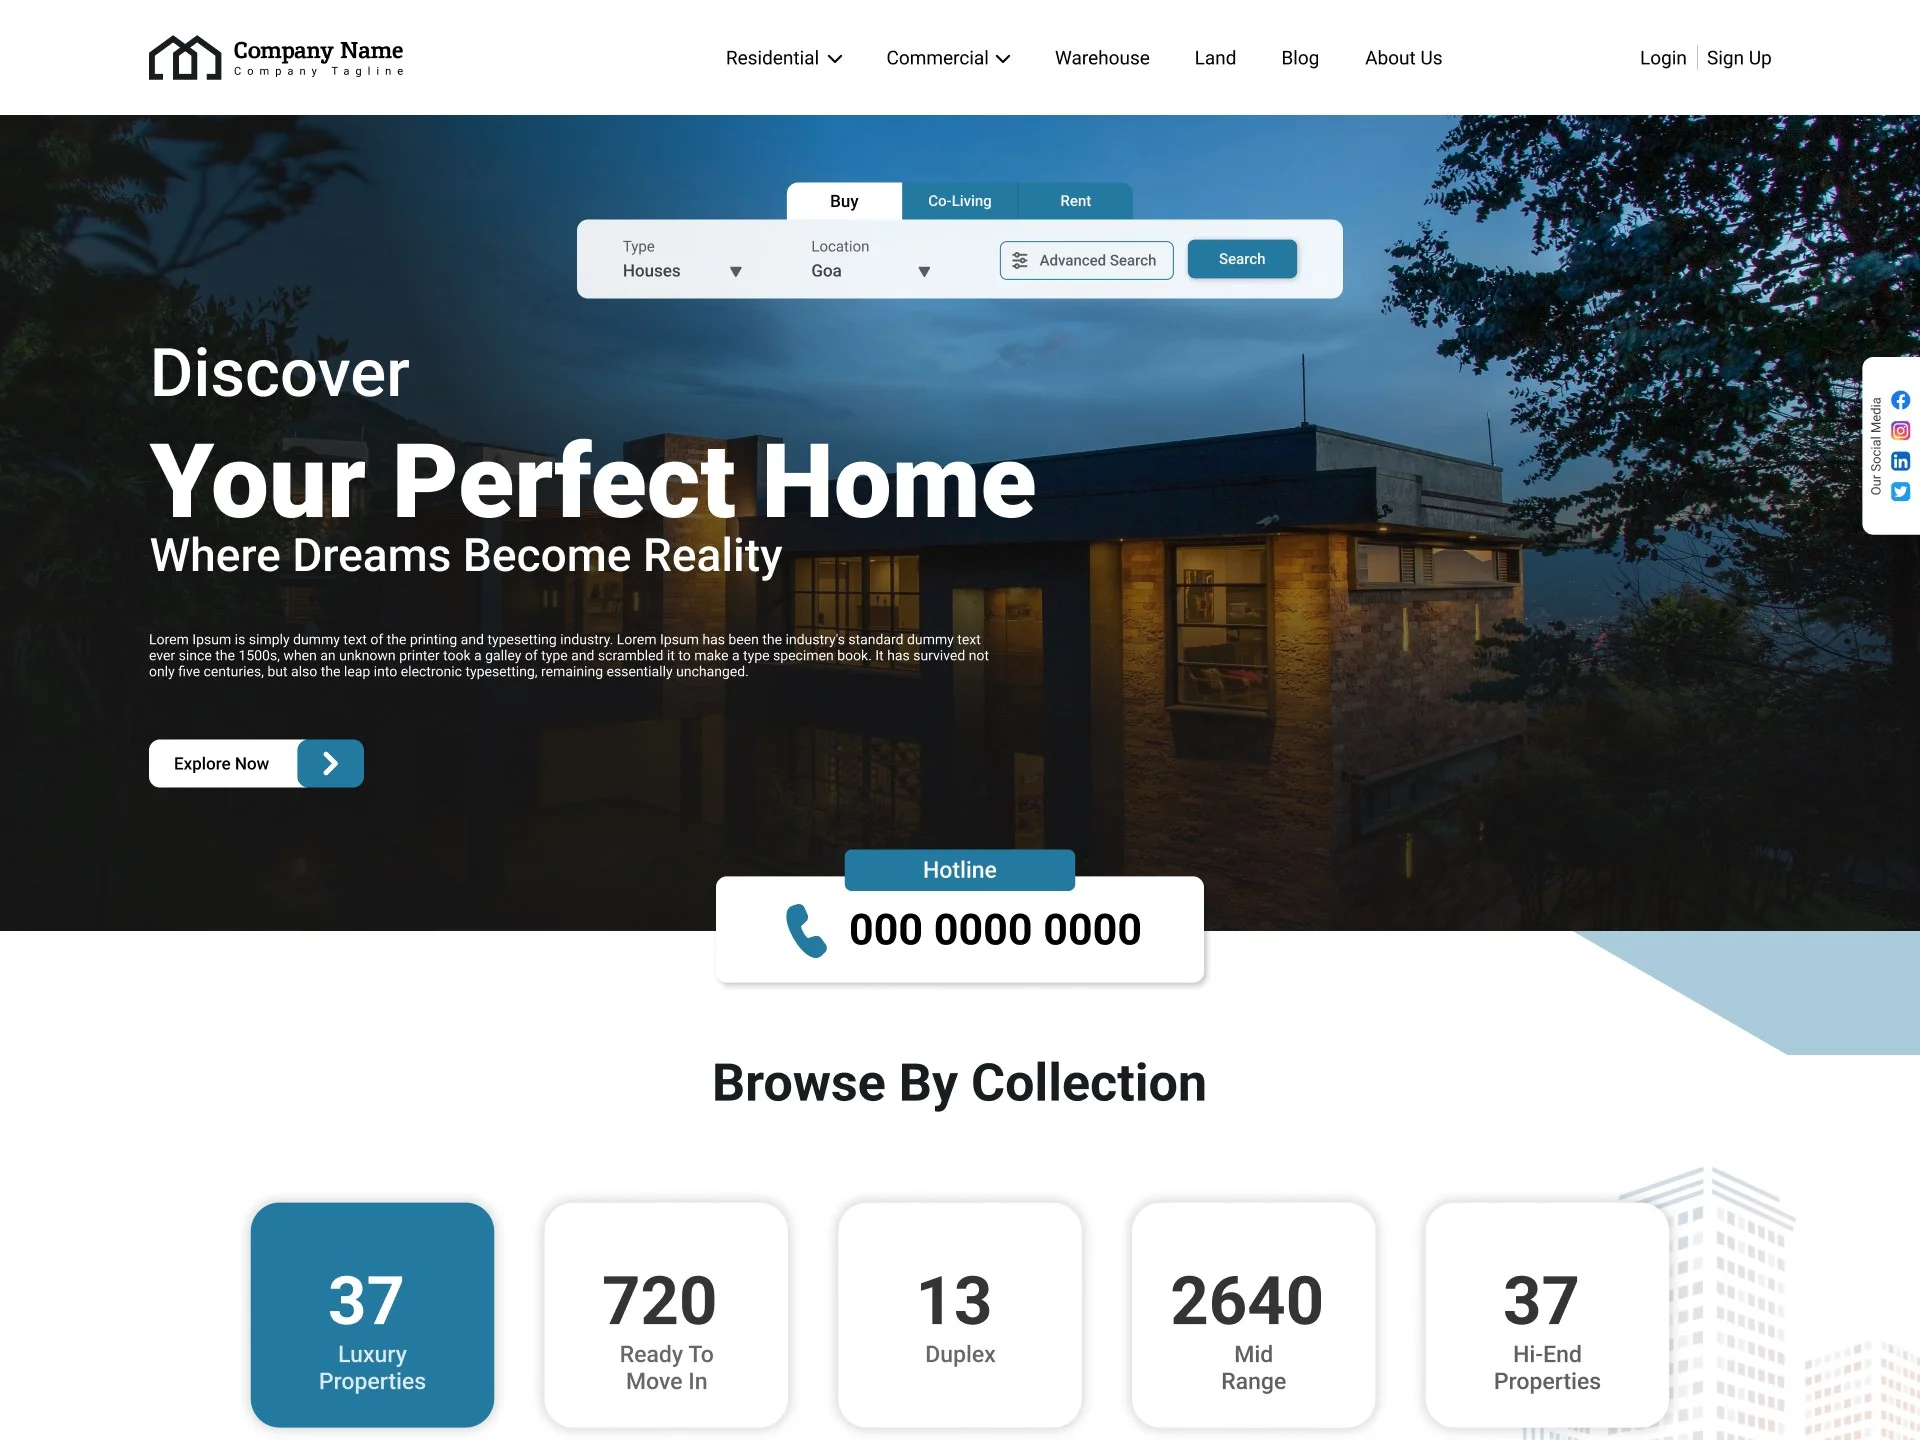 Company Name
Company Tagline
Residential
Commercial
Warehouse
Land
Blog
About Us
Login
Sign Up
Buy
Co-Living
Rent
Type
Houses
Location
Goa
Advanced Search
Search
Discover
Your Perfect Home
Where Dreams Become Reality
Our Social Media
Lorem Ipsum is simply dummy text of the printing and typesetting industry. Lorem Ipsum has been the industry's standard dummy text
ever since the 1500s, when an unknown printer took a galley of type and scrambled it to make a type specimen book. It has survived not
only five centuries, but also the leap into electronic typesetting, remaining essentially unchanged.
Explore Now
Hotline
000 0000 0000
Browse By Collection
37
Luxury
Properties
720
Ready To
Move In
13
Duplex
2640
Mid
Range
37
Hi-End
Properties